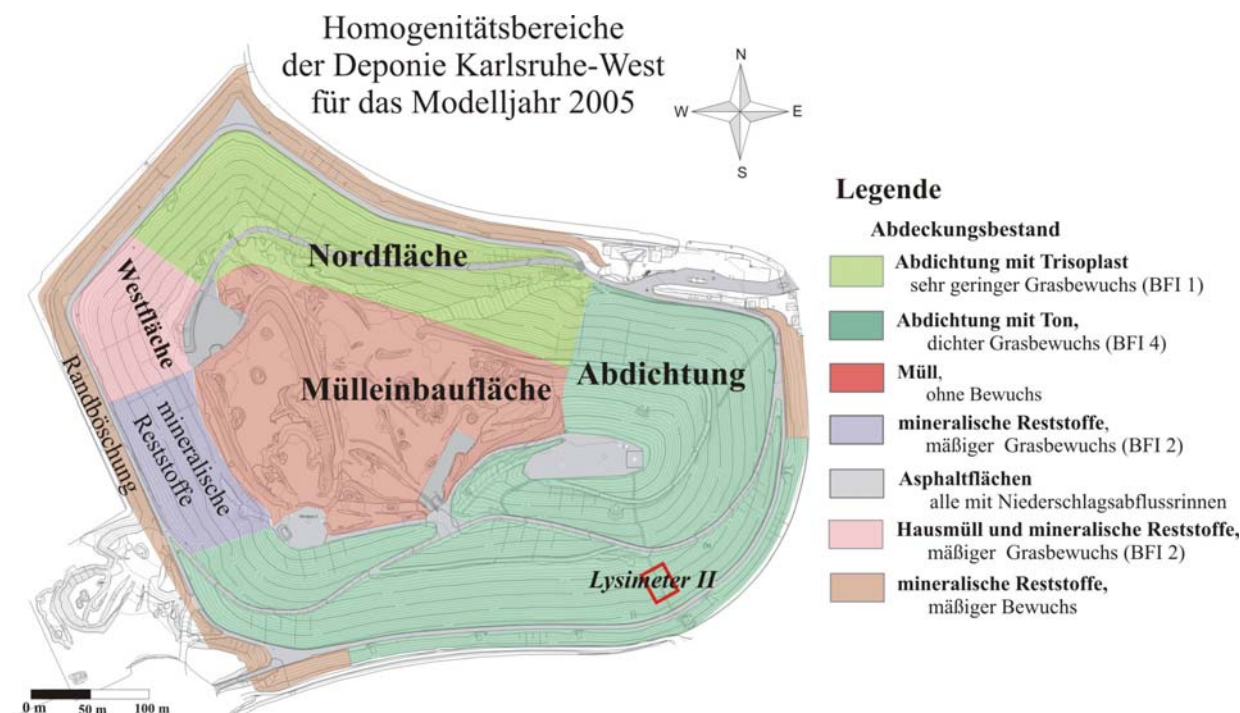 Homogenitätsbereiche
der Deponie Karlsruhe-West
für das Modelljahr 2005
N
W
E
S
Nordfläche
Westfläche
Mülleinbaufläche
Abdichtung
Randböschung
mineralische
Reststoffe
Lysimeter II
0 m
50 m
100 m
Legende
Abdeckungsbestand
Abdichtung mit Trisoplast
sehr geringer Grasbewuchs (BFI 1)
Abdichtung mit Ton,
dichter Grasbewuchs (BFI 4)
Müll,
ohne Bewuchs
mineralische Reststoffe,
mäßiger Grasbewuchs (BFI 2)
Asphaltflächen
alle mit Niederschlagsabflussrinnen
Hausmüll und mineralische Reststoffe,
mäßiger Grasbewuchs (BFI 2)
mineralische Reststoffe,
mäßiger Bewuchs